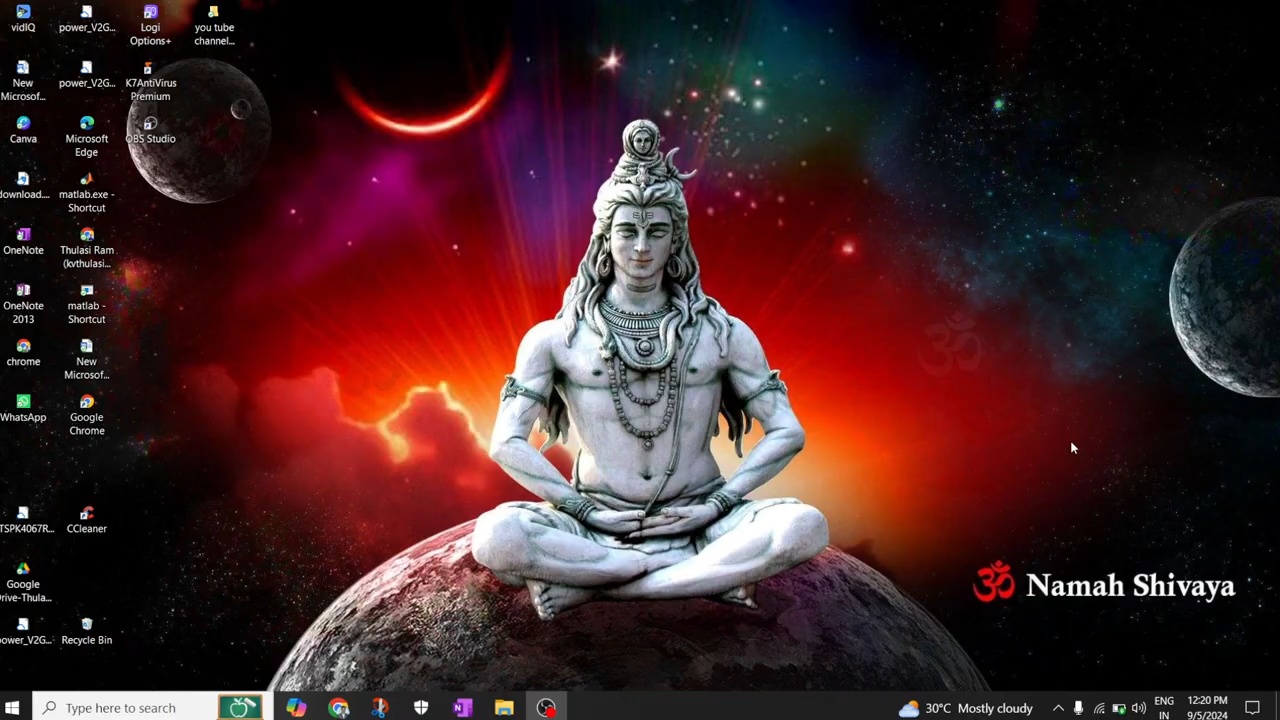 vidIQ
power_V2G...
Logi
Options+
you tube
channel...
New
Microsof...
power_V2G...
K7AntiVirus
Premium
Canva
Microsoft
Edge
OBS Studio
download....
matlab.exe -
Shortcut
OneNote
Thulasi Ram
(kvthulasi...
OneNote
2013
matlab -
Shortcut
chrome
New
Microsof...
WhatsApp
Google
Chrome
TSPK4067R...
CCleaner
Google
Drive-Thula...
power_V2G...
Recycle Bin
ॐ Namah Shivaya
Type here to search
30°C Mostly cloudy
ENG
IN
12:20 PM
9/5/2024